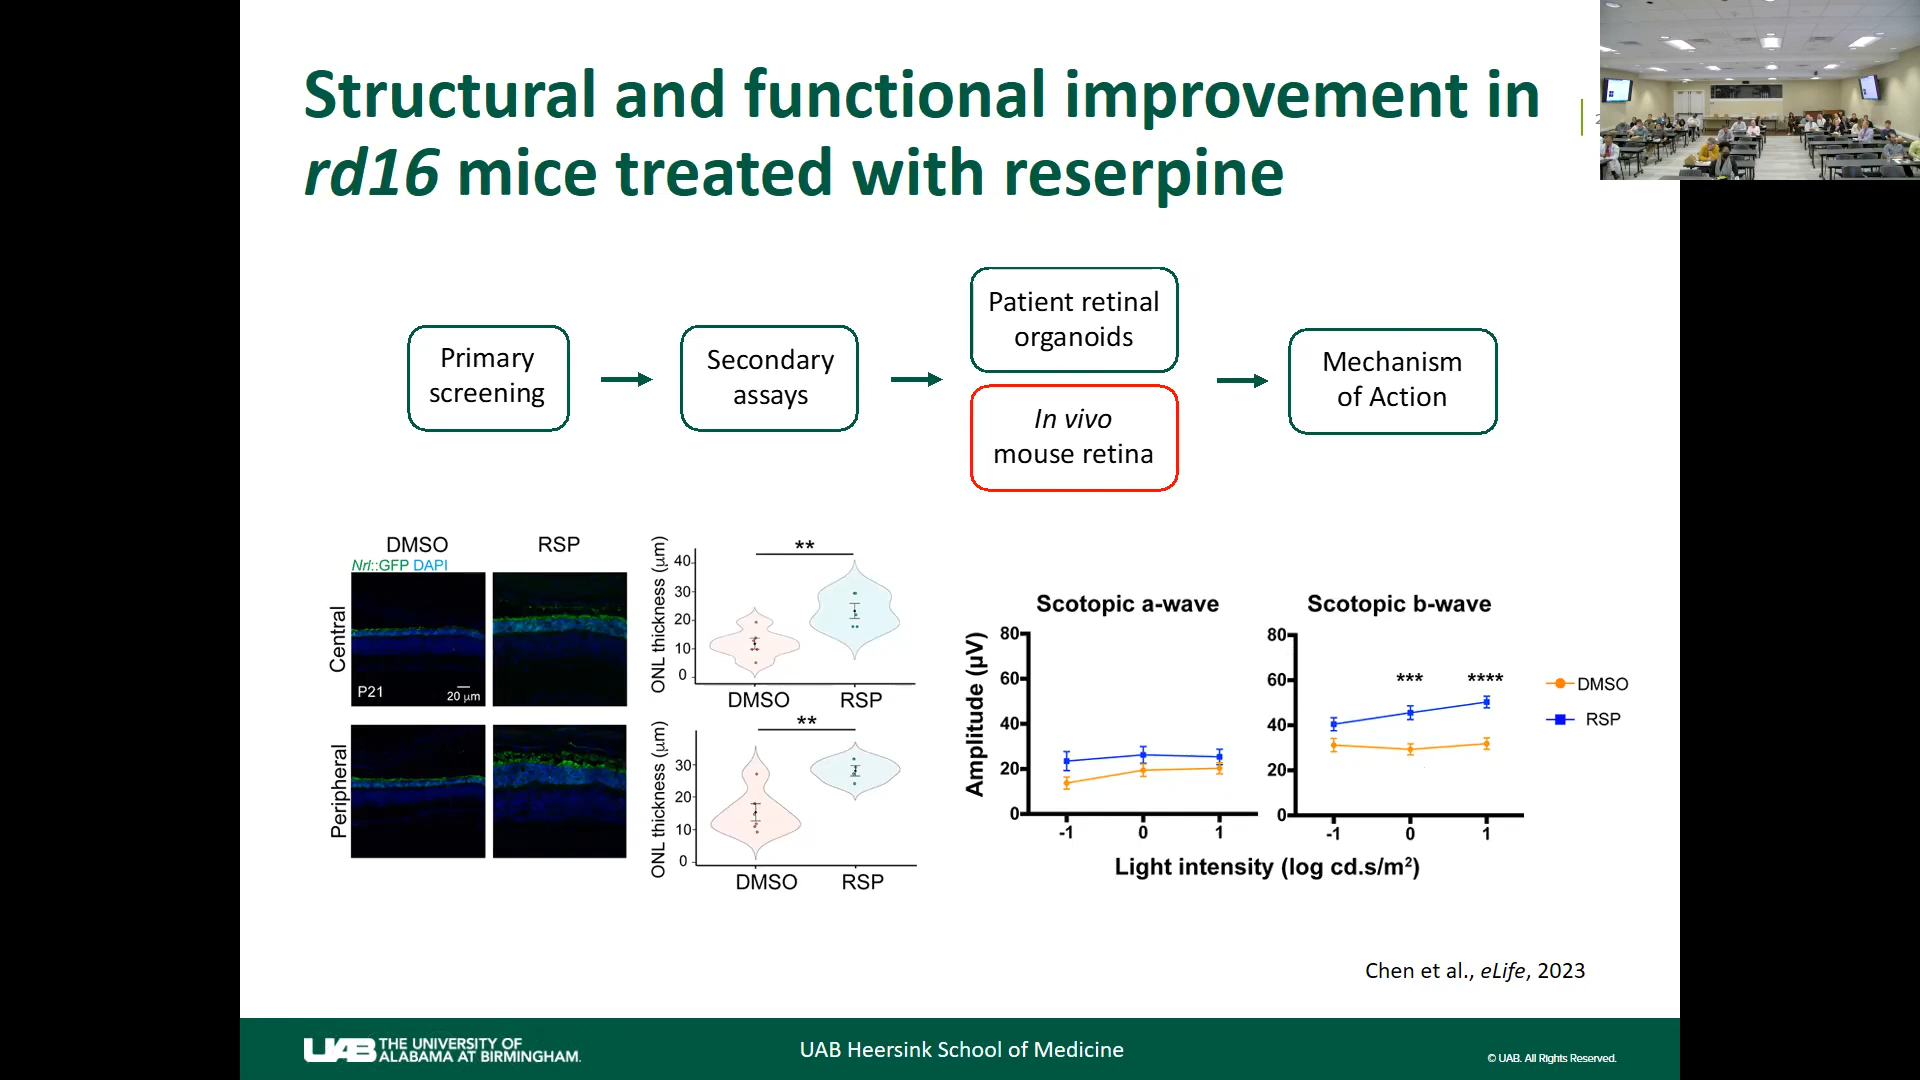 Structural and functional improvement in
rd16 mice treated with reserpine
Primary
screening
Secondary
assays
Patient retinal
organoids
In vivo
mouse retina
Mechanism
of Action
DMSO
RSP
Nrl::GFP DAPI
Central
P21
20 µm
Peripheral
ONL thickness (µm)
40
30
20
10
0
**
DMSO
RSP
ONL thickness (µm)
30
20
10
0
**
DMSO
RSP
Scotopic a-wave
Amplitude (µV)
80
60
40
20
0
-1
0
1
Scotopic b-wave
80
60
40
20
0
***
****
-1
0
1
Light intensity (log cd.s/m²)
DMSO
RSP
Chen et al., eLife, 2023
UAB THE UNIVERSITY OF
ALABAMA AT BIRMINGHAM.
UAB Heersink School of Medicine
© UAB. All Rights Reserved.